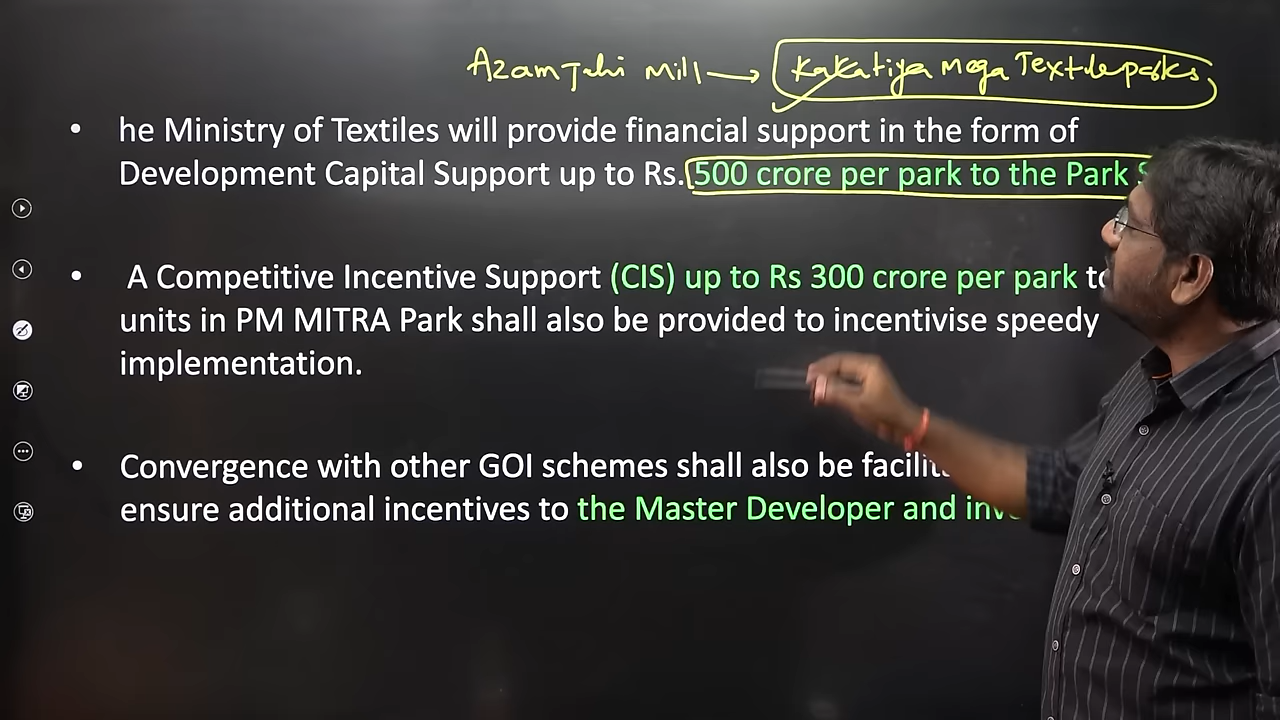 Azam Jahi Mill → Kakatiya Mega Textile parks
• he Ministry of Textiles will provide financial support in the form of
Development Capital Support up to Rs. 500 crore per park to the Park
• A Competitive Incentive Support (CIS) up to Rs 300 crore per park
units in PM MITRA Park shall also be provided to incentivise speedy
implementation.
• Convergence with other GOI schemes shall also be
ensure additional incentives to the Master Developer and